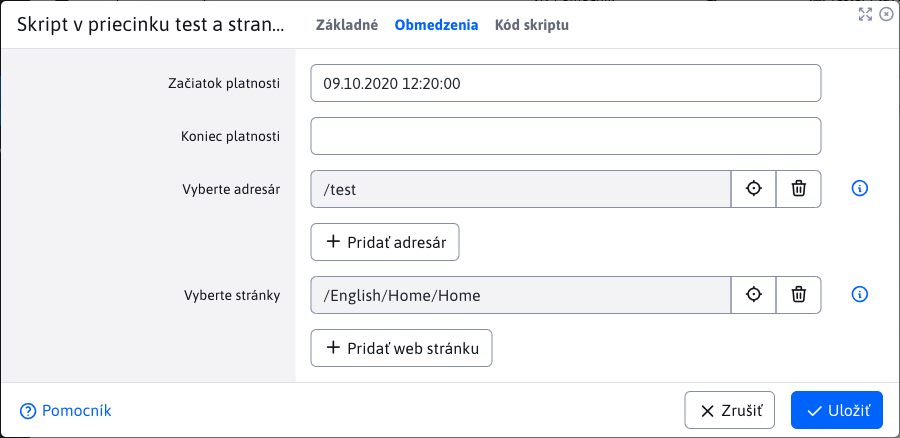 Skript v priecinku test a stran...
Základné Obmedzenia Kód skriptu
Začiatok platnosti 09.10.2020 12:20:00
Koniec platnosti
Vyberte adresár /test
Pridať adresár
Vyberte stránky /English/Home/Home
Pridať web stránku
Pomocník Zrušiť Uložiť